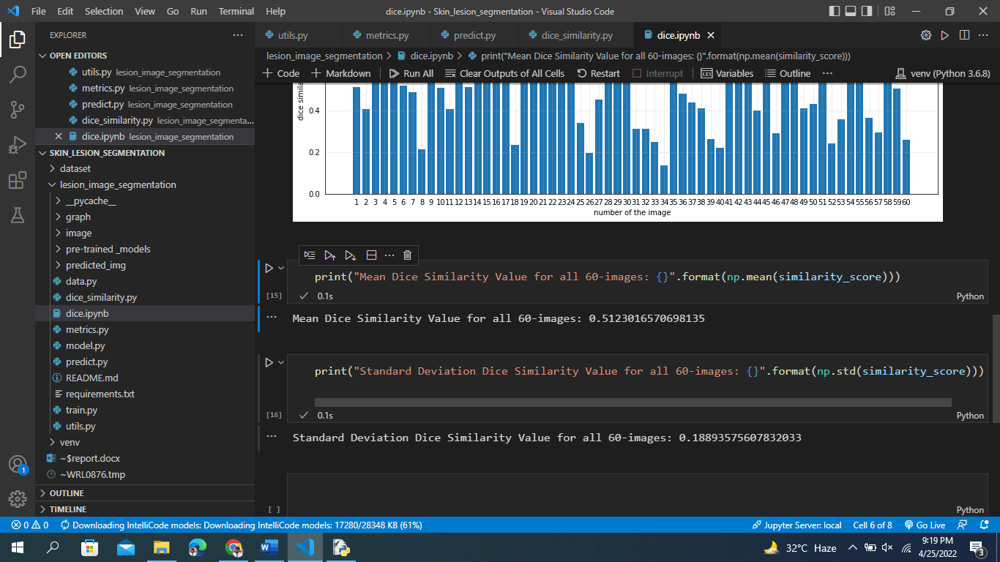 File Edit Selection View Go Run Terminal Help
dice.ipynb - Skin_lesion_segmentation - Visual Studio Code
EXPLORER
OPEN EDITORS
utils.py lesion_image_segmentation
metrics.py lesion_image_segmentation
predict.py lesion_image_segmentation
dice_similarity.py lesion_image_segmenta...
dice.ipynb lesion_image_segmentation
SKIN_LESION_SEGMENTATION
dataset
lesion_image_segmentation
__pycache__
graph
image
pre-trained _models
predicted_img
data.py
dice_similarity.py
dice.ipynb
metrics.py
model.py
predict.py
README.md
requirements.txt
train.py
utils.py
venv
~$report.docx
~WRL0876.tmp
OUTLINE
TIMELINE
utils.py metrics.py predict.py dice_similarity.py dice.ipynb
lesion_image_segmentation > dice.ipynb > print("Mean Dice Similarity Value for all 60-images: {}".format(np.mean(similarity_score)))
+ Code + Markdown Run All Clear Outputs of All Cells Restart Interrupt Variables Outline ... venv (Python 3.6.8)
dice simila
0.4
0.2
0.0
1 2 3 4 5 6 7 8 9 10 11 12 13 14 15 16 17 18 19 20 21 22 23 24 25 26 27 28 29 30 31 32 33 34 35 36 37 38 39 40 41 42 43 44 45 46 47 48 49 50 51 52 53 54 55 56 57 58 59 60
number of the image
print("Mean Dice Similarity Value for all 60-images: {}".format(np.mean(similarity_score)))
[15] 0.1s Python
Mean Dice Similarity Value for all 60-images: 0.5123016570698135
print("Standard Deviation Dice Similarity Value for all 60-images: {}".format(np.std(similarity_score)))
[16] 0.1s Python
Standard Deviation Dice Similarity Value for all 60-images: 0.18893575607832033
[ ] Python
1
0 0 Downloading IntelliCode models: Downloading IntelliCode models: 17280/28348 KB (61%) Jupyter Server: local Cell 6 of 8 Go Live
32°C Haze 9:19 PM
4/25/2022
3